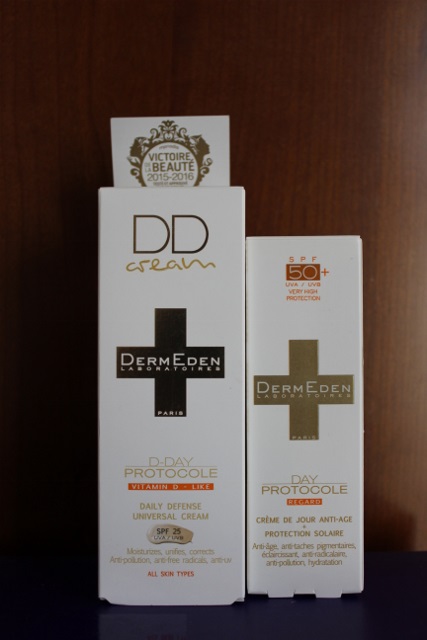 VICTOIRE
DE LA BEAUTÉ
2015-2016
DD
cream
DERMEDEN
LABORATOIRES
PARIS
D-DAY
PROTOCOLE
VITAMIN D - LIKE
DAILY DEFENSE
UNIVERSAL CREAM
SPF 25
UVA / UVB
Moisturizes, unifies, corrects
Anti-pollution, anti-free radicals, anti-uv
ALL SKIN TYPES
SPF
50+
UVA / UVB
VERY HIGH
PROTECTION
DERMEDEN
LABORATOIRES
PARIS
DAY
PROTOCOLE
REGARD
CRÈME DE JOUR ANTI-AGE
+
PROTECTION SOLAIRE
Anti-âge, anti-taches pigmentaires,
éclaircissant, anti-radicalaire,
anti-pollution, hydratation